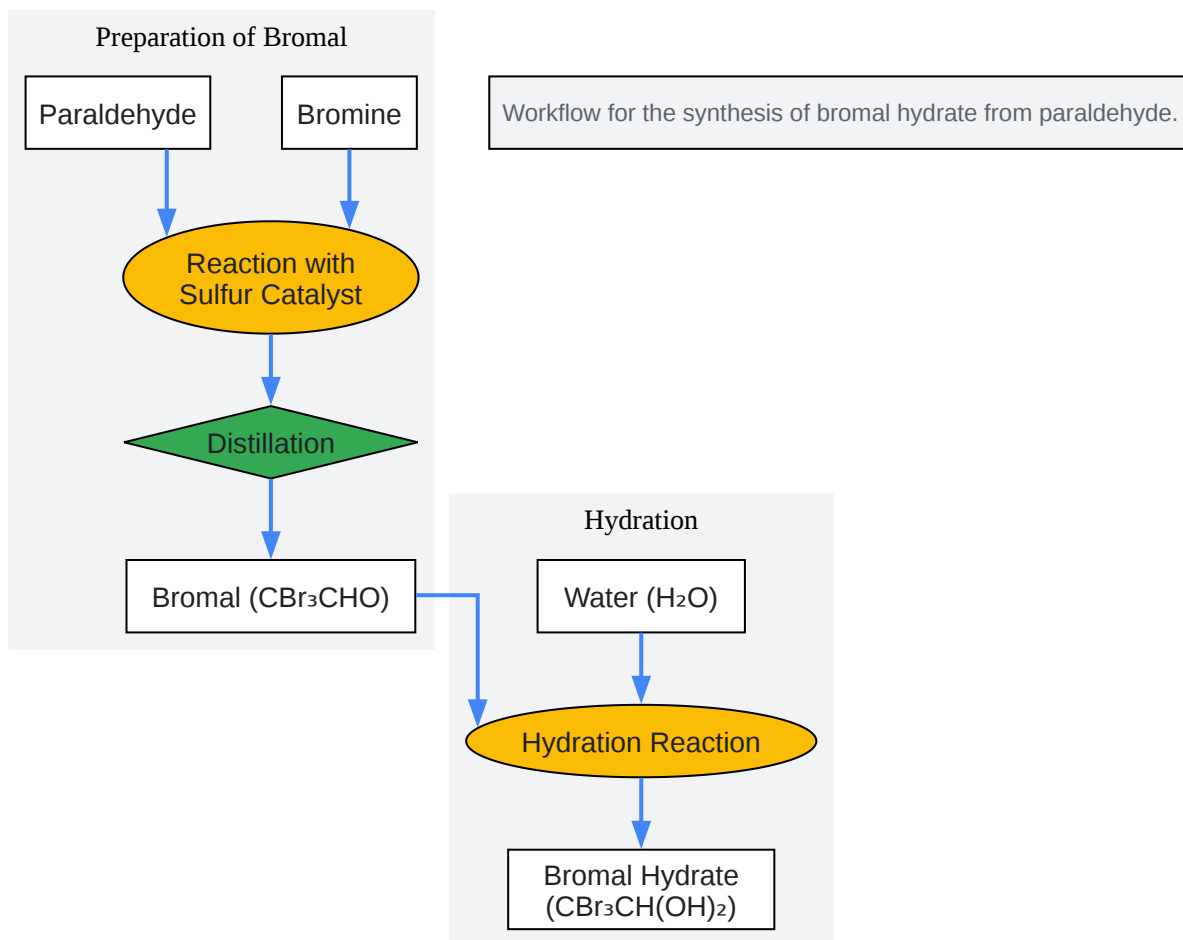 Preparation of Bromal
Paraldehyde
Bromine
Workflow for the synthesis of bromal hydrate from paraldehyde.
Reaction with
Sulfur Catalyst
Distillation
Bromal (CBr₃CHO)
Hydration
Water (H₂O)
Hydration Reaction
Bromal Hydrate
(CBr₃CH(OH)₂)